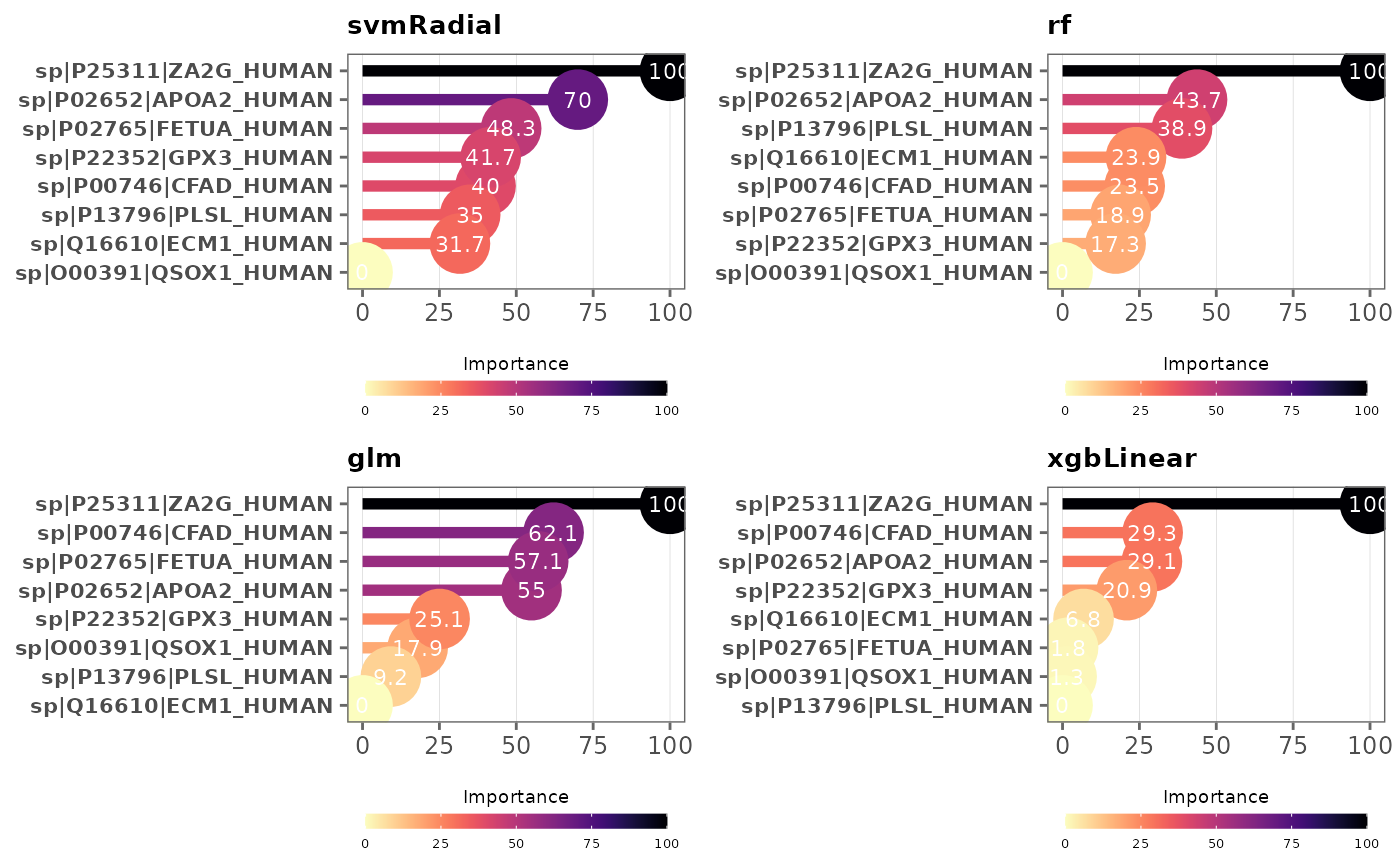 svmRadial
sp|P25311|ZA2G_HUMAN 100
sp|P02652|APOA2_HUMAN 70
sp|P02765|FETUA_HUMAN 48.3
sp|P22352|GPX3_HUMAN 41.7
sp|P00746|CFAD_HUMAN 40
sp|P13796|PLSL_HUMAN 35
sp|Q16610|ECM1_HUMAN 31.7
sp|O00391|QSOX1_HUMAN 0
0 25 50 75 100
Importance
0 25 50 75 100
rf
sp|P25311|ZA2G_HUMAN 100
sp|P02652|APOA2_HUMAN 43.7
sp|P13796|PLSL_HUMAN 38.9
sp|Q16610|ECM1_HUMAN 23.9
sp|P00746|CFAD_HUMAN 23.5
sp|P02765|FETUA_HUMAN 18.9
sp|P22352|GPX3_HUMAN 17.3
sp|O00391|QSOX1_HUMAN 0
0 25 50 75 100
Importance
0 25 50 75 100
glm
sp|P25311|ZA2G_HUMAN 100
sp|P00746|CFAD_HUMAN 62.1
sp|P02765|FETUA_HUMAN 57.1
sp|P02652|APOA2_HUMAN 55
sp|P22352|GPX3_HUMAN 25.1
sp|O00391|QSOX1_HUMAN 17.9
sp|P13796|PLSL_HUMAN 9.2
sp|Q16610|ECM1_HUMAN 0
0 25 50 75 100
Importance
0 25 50 75 100
xgbLinear
sp|P25311|ZA2G_HUMAN 100
sp|P00746|CFAD_HUMAN 29.3
sp|P02652|APOA2_HUMAN 29.1
sp|P22352|GPX3_HUMAN 20.9
sp|Q16610|ECM1_HUMAN 6.8
sp|P02765|FETUA_HUMAN 1.8
sp|O00391|QSOX1_HUMAN 1.3
sp|P13796|PLSL_HUMAN 0
0 25 50 75 100
Importance
0 25 50 75 100